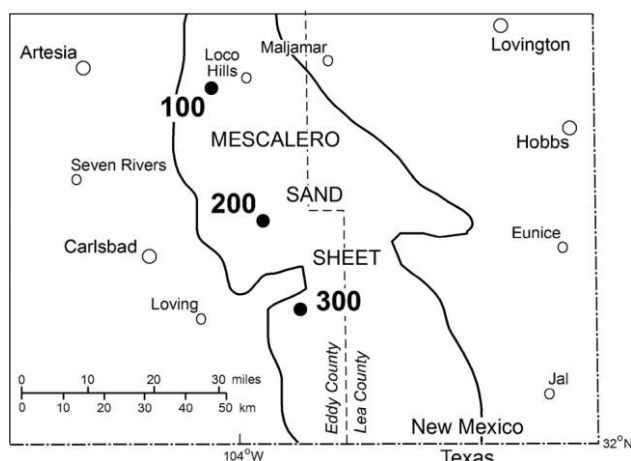 Artesia
Loco
Hills
Maljamar
Lovington
100
MESCALERO
Hobbs
Seven Rivers
200
SAND
Carlsbad
SHEET
Eunice
Loving
300
0 10 20 30 miles
0 10 20 30 40 50 km
Eddy County
Lea County
Jal
New Mexico
104°W
Texas
32°N